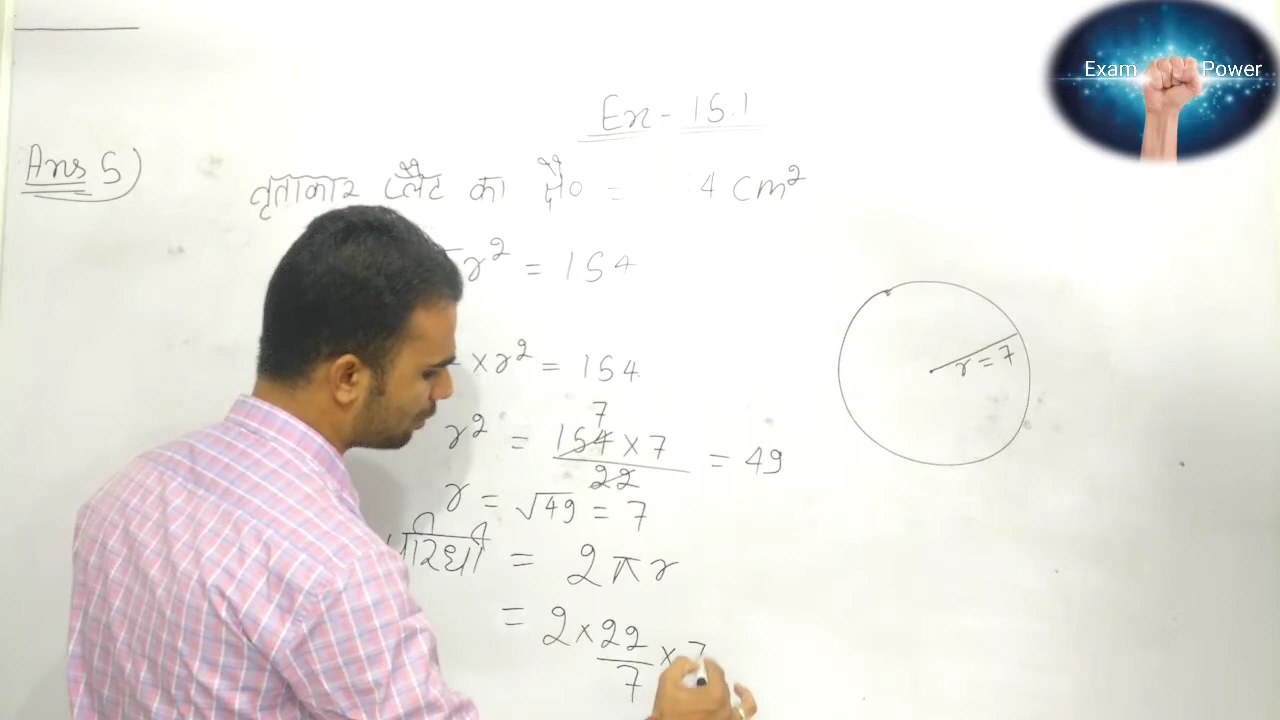 Exam Power
Ex - 15.1
Ans 5)
वृताकार प्लैट का क्षै० = 4 cm²
r² = 154
× r² = 154
7
r² = 154 × 7 / 22 = 49
r = √49 = 7
परिधी = 2πr
= 2 × 22/7 × 7
r = 7